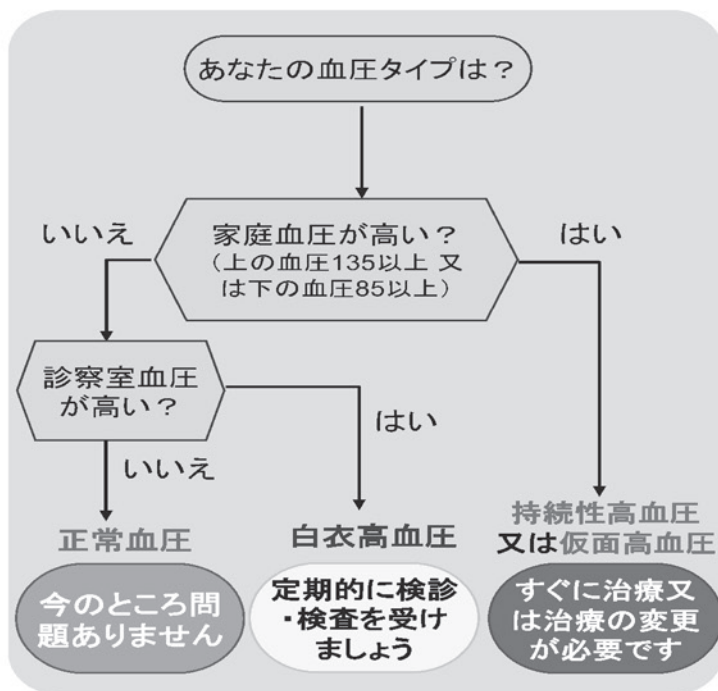 あなたの血圧タイプは？
いいえ
家庭血圧が高い？
（上の血圧135以上 又
は下の血圧85以上）
はい
診察室血圧
が高い？
はい
いいえ
正常血圧
白衣高血圧
持続性高血圧
又は仮面高血圧
今のところ問
題ありません
定期的に検診
・検査を受け
ましょう
すぐに治療又
は治療の変更
が必要です